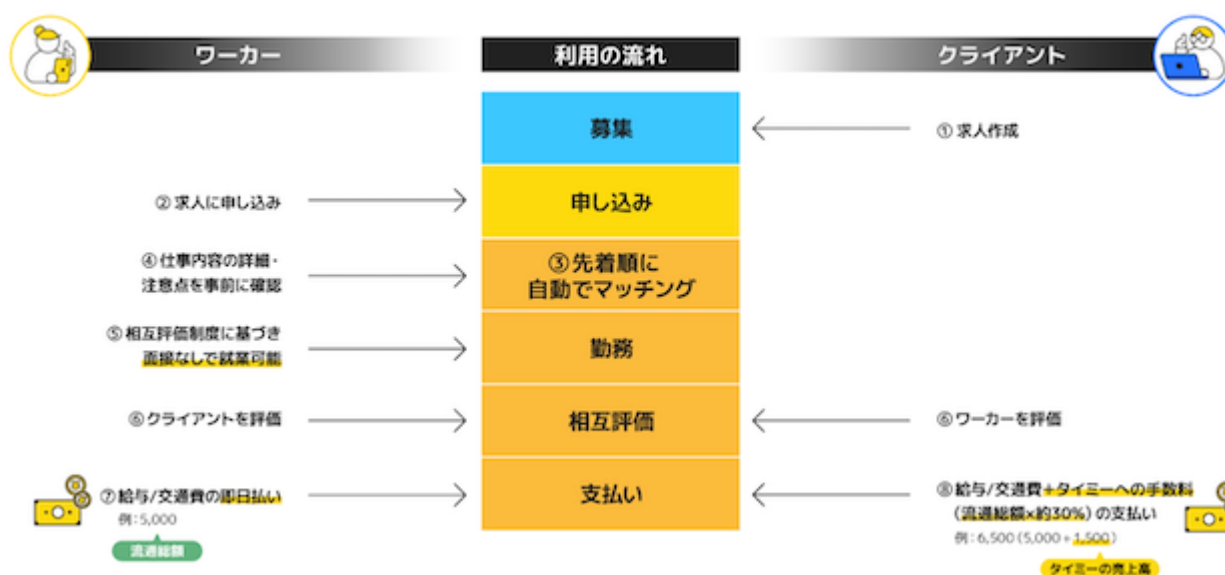 ワーカー
利用の流れ
クライアント
募集
① 求人作成
② 求人に申し込み
申し込み
④ 仕事内容の詳細・
注意点を事前に確認
③ 先着順に
自動でマッチング
⑤ 相互評価制度に基づき
面接なしで就業可能
勤務
⑥ クライアントを評価
相互評価
⑥ ワーカーを評価
⑦ 給与/交通費の即日払い
例：5,000
流通総額
支払い
⑧ 給与/交通費＋タイミーへの手数料
（流通総額×約30%）の支払い
例：6,500（5,000＋1,500）
タイミーの売上高